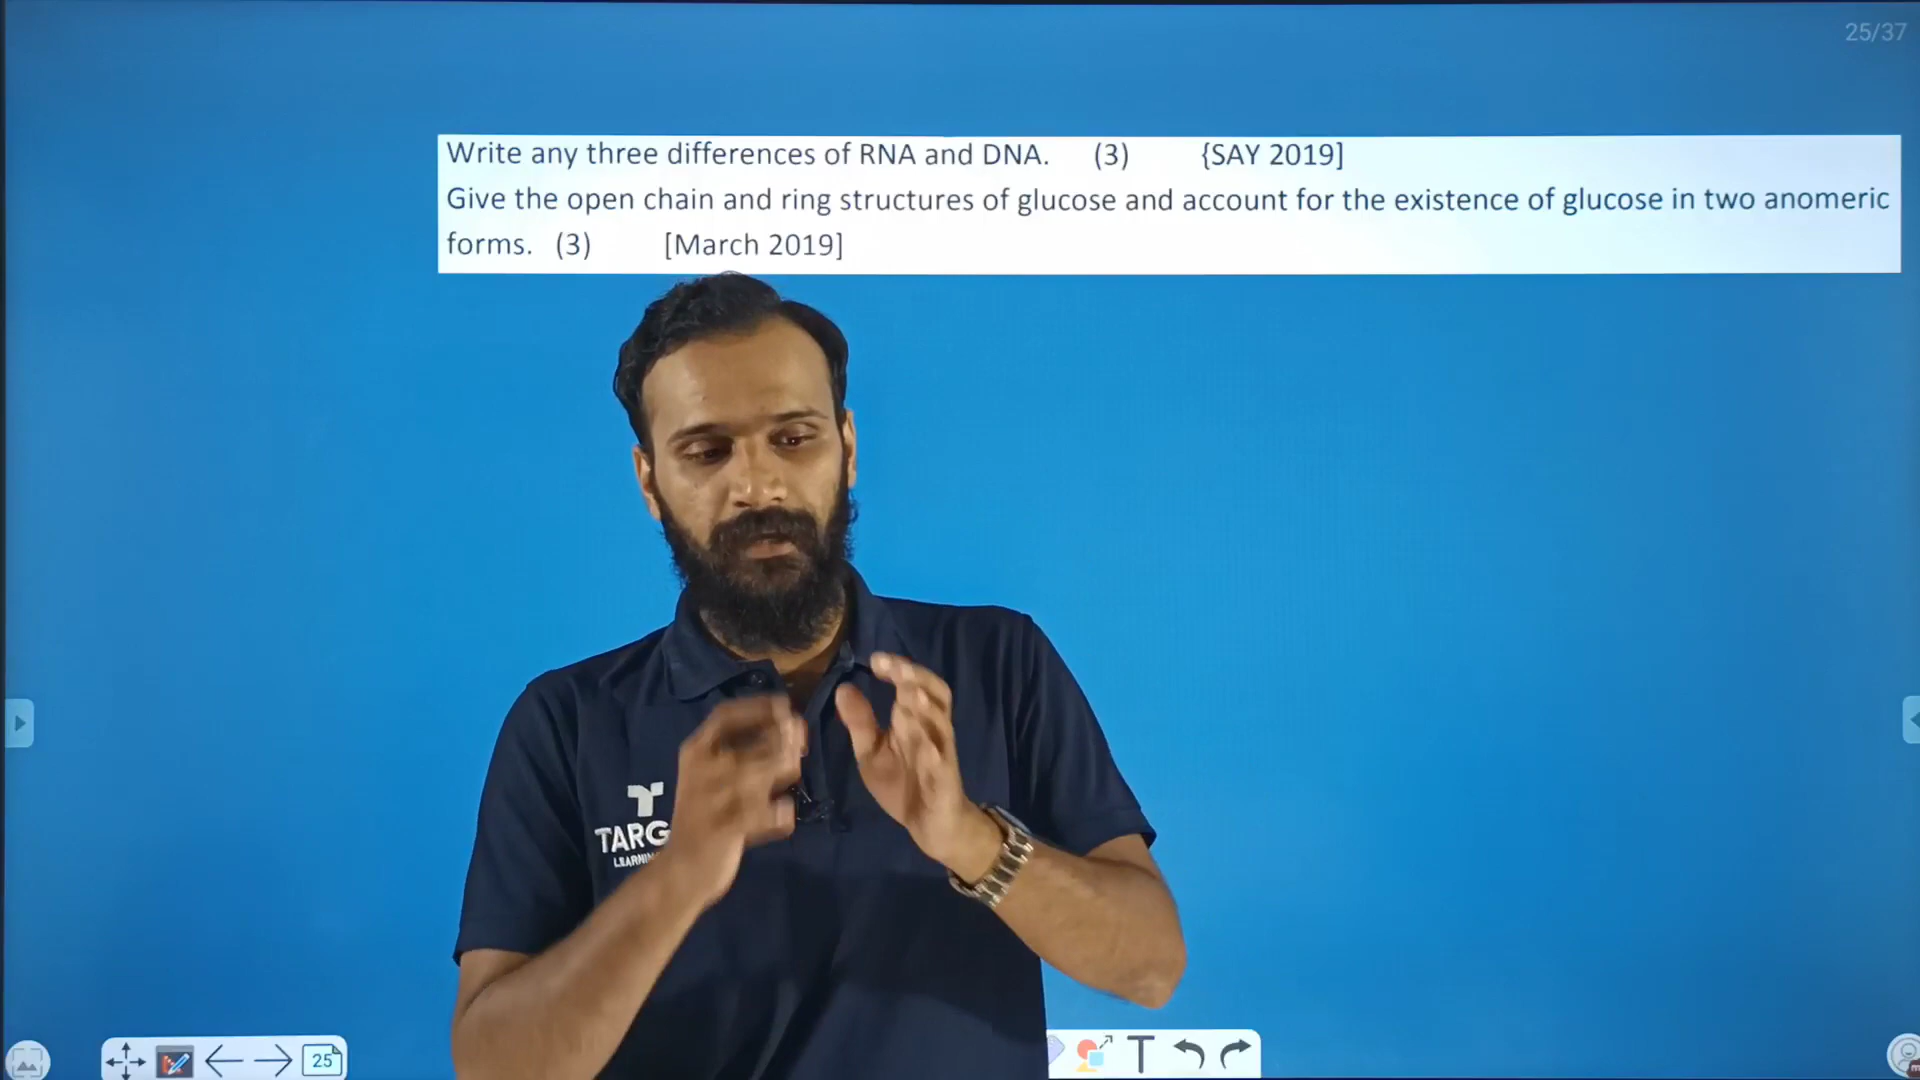 25/37
Write any three differences of RNA and DNA. (3) {SAY 2019]
Give the open chain and ring structures of glucose and account for the existence of glucose in two anomeric
forms. (3) [March 2019]
TARG
LEARNIN
25
T